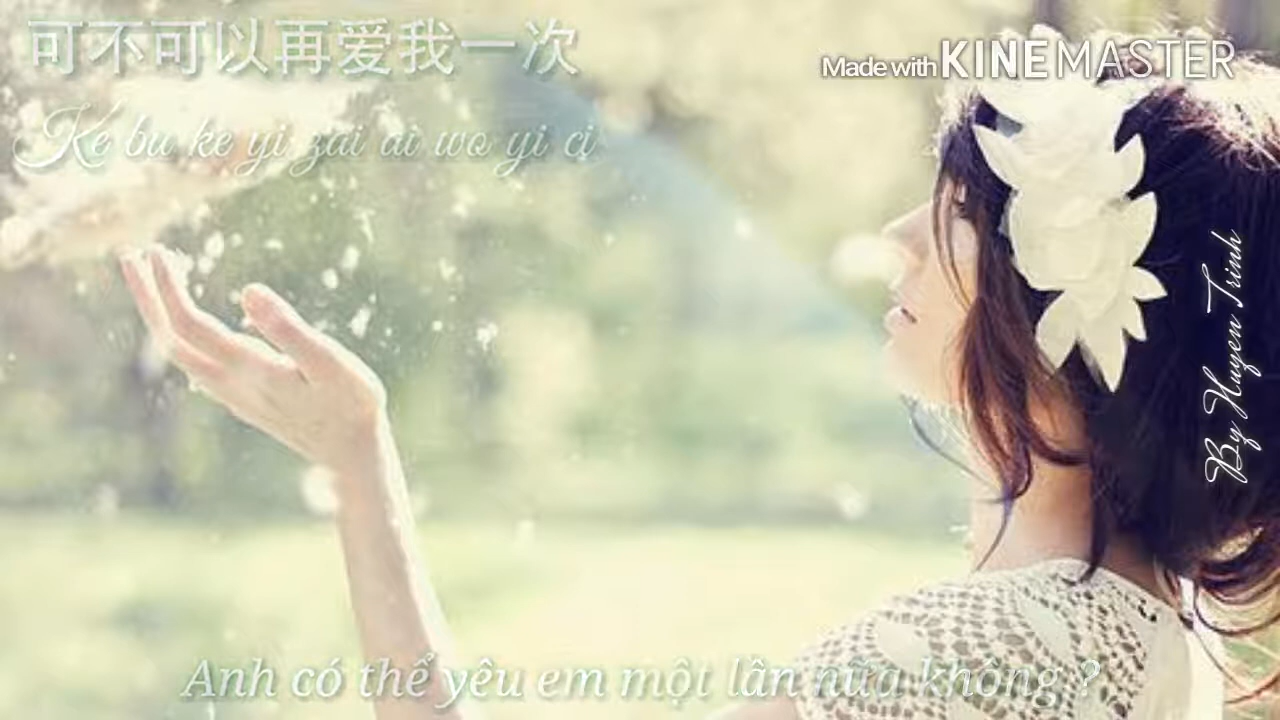 可不可以再爱我一次
Made with KINEMASTER
Ké bu ke yi zai ai wo yi ci
By Huyen Trinh
Anh có thể yêu em một lần nữa không ?